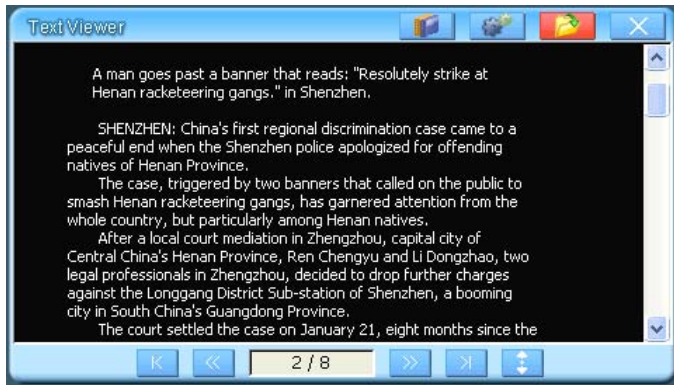 Text Viewer
A man goes past a banner that reads: "Resolutely strike at
Henan racketeering gangs." in Shenzhen.
SHENZHEN: China's first regional discrimination case came to a
peaceful end when the Shenzhen police apologized for offending
natives of Henan Province.
The case, triggered by two banners that called on the public to
smash Henan racketeering gangs, has garnered attention from the
whole country, but particularly among Henan natives.
After a local court mediation in Zhengzhou, capital city of
Central China's Henan Province, Ren Chengyu and Li Dongzhao, two
legal professionals in Zhengzhou, decided to drop further charges
against the Longgang District Sub-station of Shenzhen, a booming
city in South China's Guangdong Province.
The court settled the case on January 21, eight months since the
2 / 8